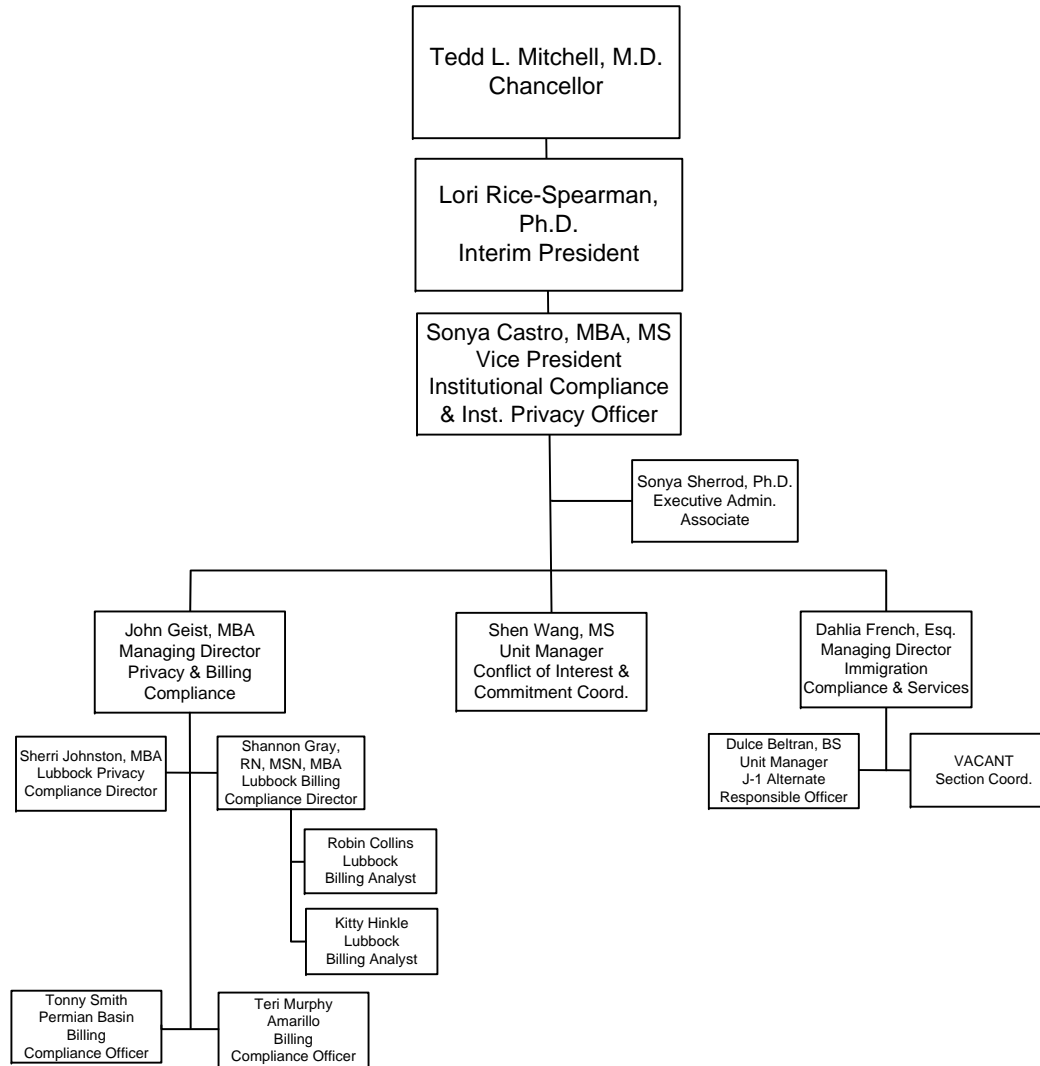 Tedd L. Mitchell, M.D.
Chancellor
Lori Rice-Spearman,
Ph.D.
Interim President
Sonya Castro, MBA, MS
Vice President
Institutional Compliance
& Inst. Privacy Officer
Sonya Sherrod, Ph.D.
Executive Admin.
Associate
John Geist, MBA
Managing Director
Privacy & Billing
Compliance
Shen Wang, MS
Unit Manager
Conflict of Interest &
Commitment Coord.
Dahlia French, Esq.
Managing Director
Immigration
Compliance & Services
Sherri Johnston, MBA
Lubbock Privacy
Compliance Director
Shannon Gray,
RN, MSN, MBA
Lubbock Billing
Compliance Director
Dulce Beltran, BS
Unit Manager
J-1 Alternate
Responsible Officer
VACANT
Section Coord.
Robin Collins
Lubbock
Billing Analyst
Kitty Hinkle
Lubbock
Billing Analyst
Tonny Smith
Permian Basin
Billing
Compliance Officer
Teri Murphy
Amarillo
Billing
Compliance Officer